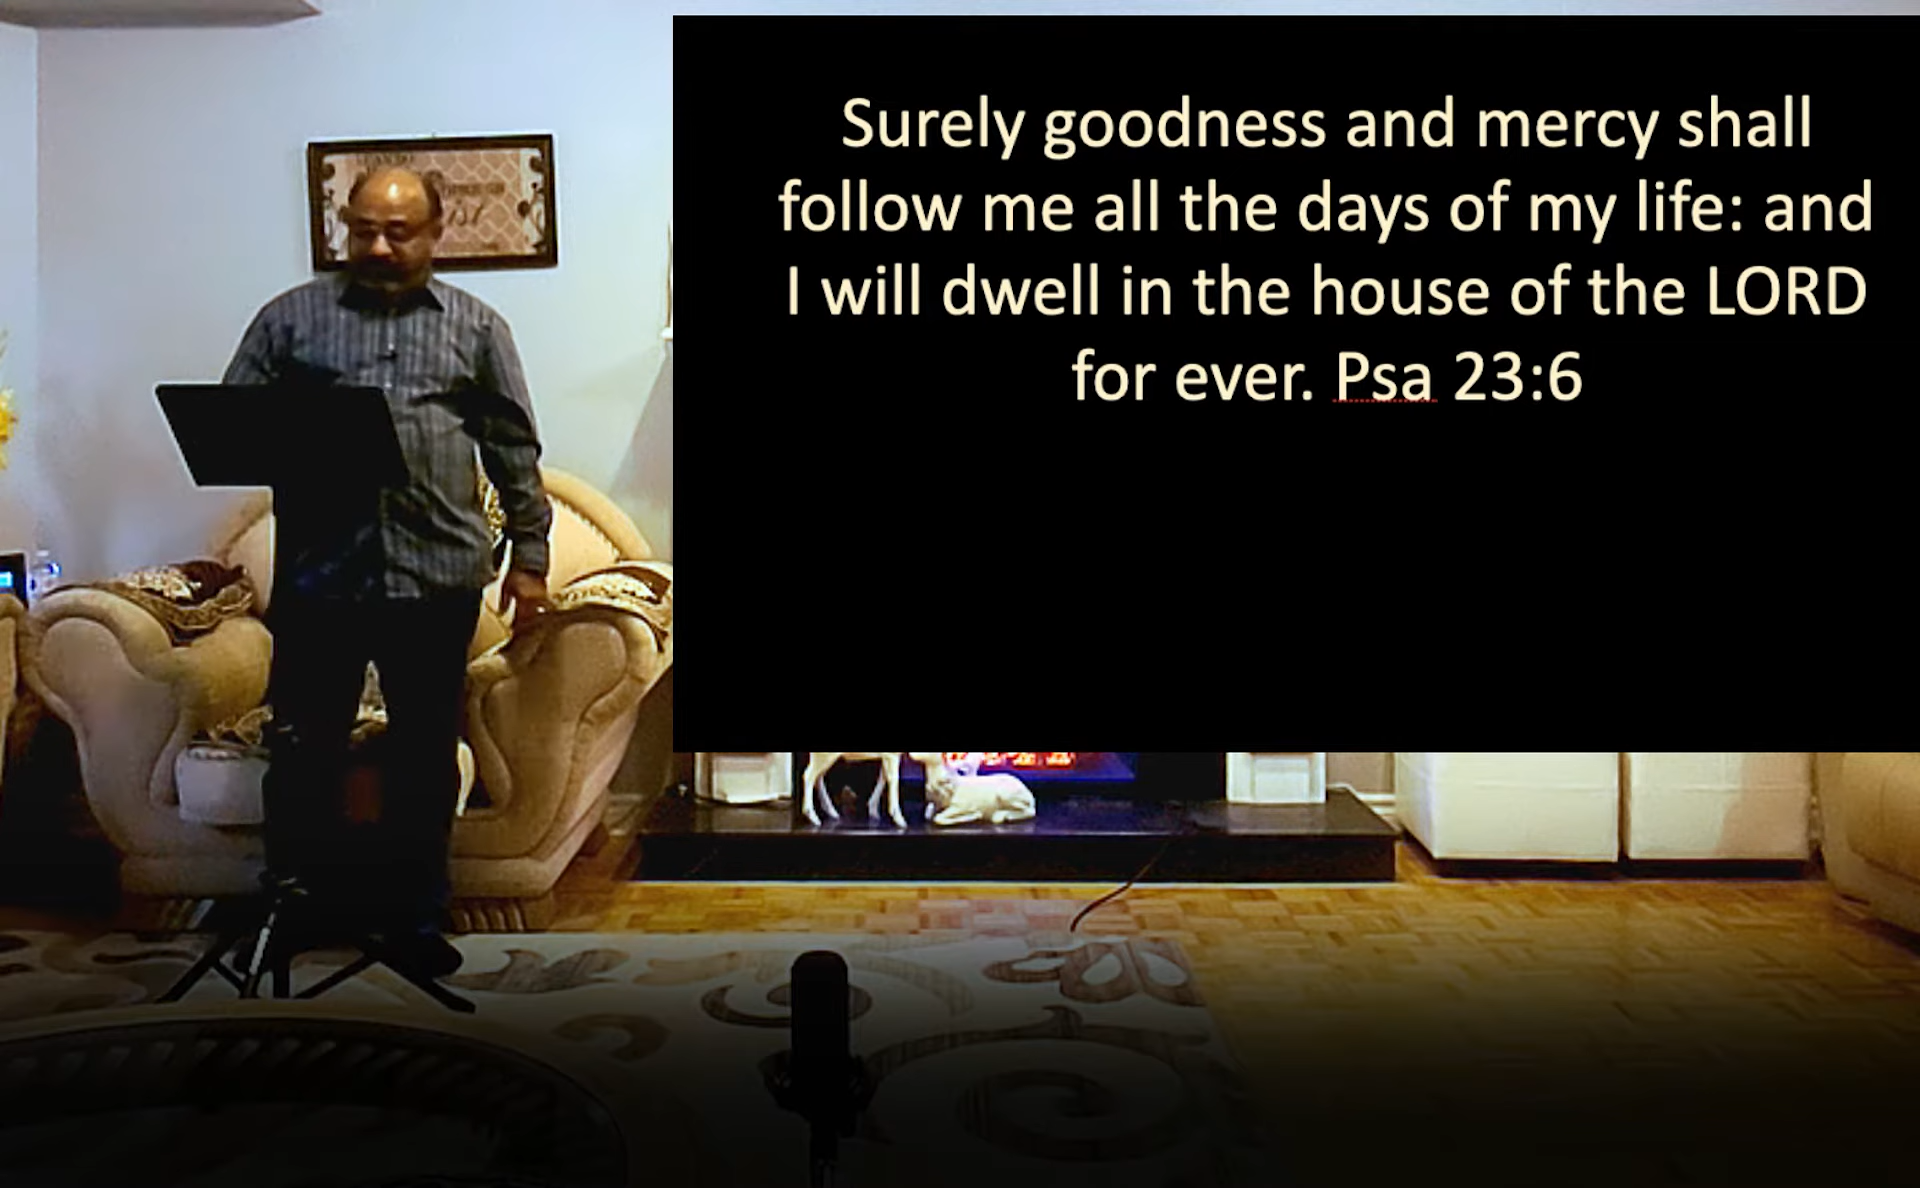 Surely goodness and mercy shall
follow me all the days of my life: and
I will dwell in the house of the LORD
for ever. Psa 23:6